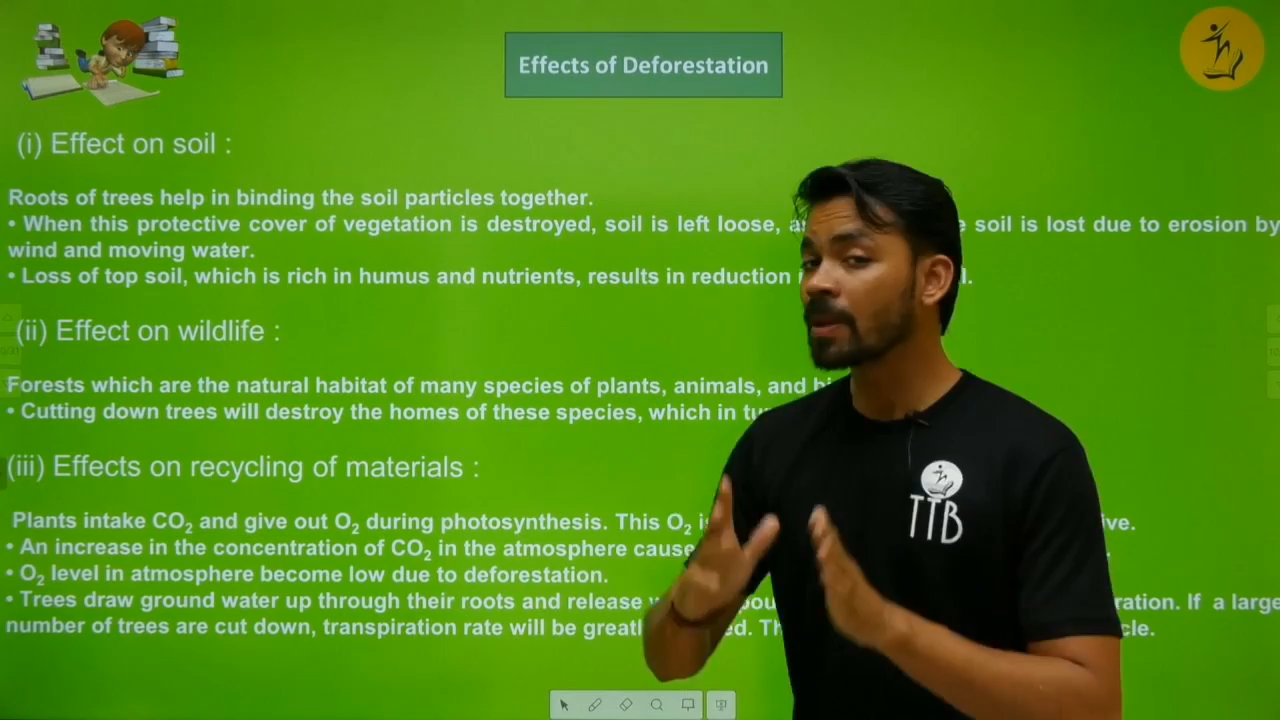 Effects of Deforestation
(i) Effect on soil :
Roots of trees help in binding the soil particles together.
• When this protective cover of vegetation is destroyed, soil is left loose, soil is lost due to erosion by
wind and moving water.
• Loss of top soil, which is rich in humus and nutrients, results in reduction
(ii) Effect on wildlife :
Forests which are the natural habitat of many species of plants, animals, and
• Cutting down trees will destroy the homes of these species, which in
(iii) Effects on recycling of materials :
Plants intake CO₂ and give out O₂ during photosynthesis. This O₂
• An increase in the concentration of CO₂ in the atmosphere
• O₂ level in atmosphere become low due to deforestation.
• Trees draw ground water up through their roots and release If a large
number of trees are cut down, transpiration rate will be
TTB